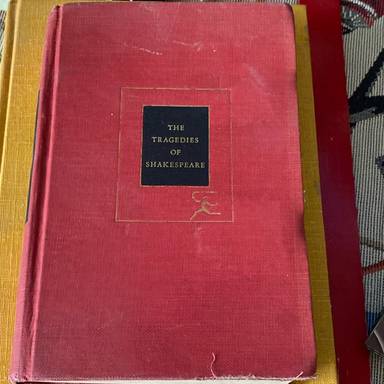 THE
TRAGEDIES
OF
SHAKESPEARE